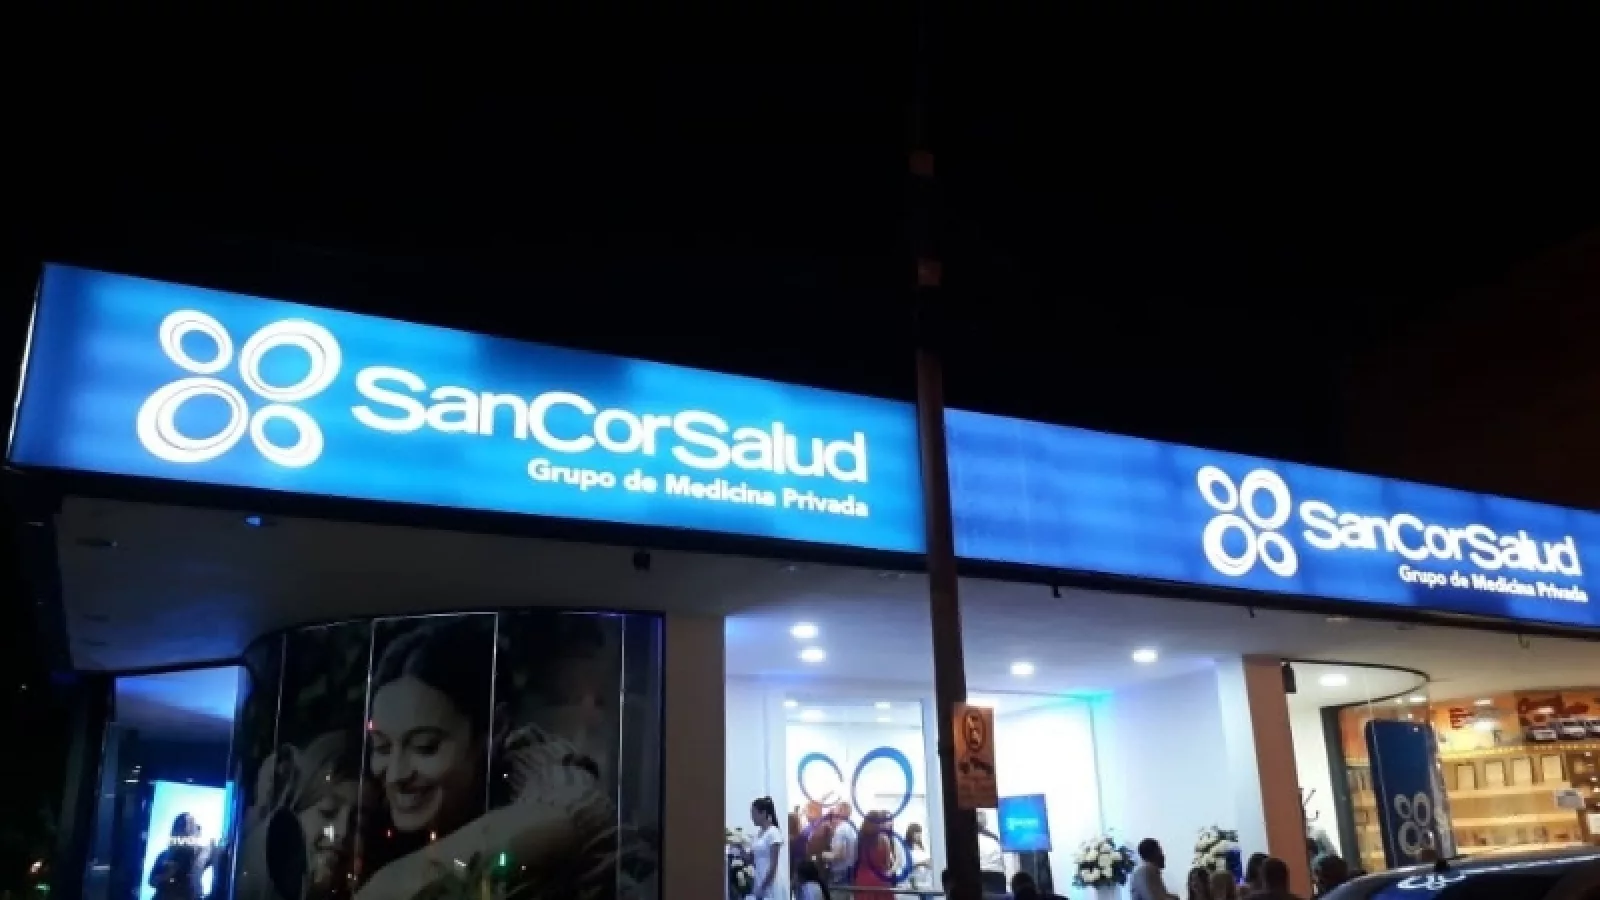 SanCorSalud
Grupo de Medicina Privada
SanCorSalud
Grupo de Medicina Privada